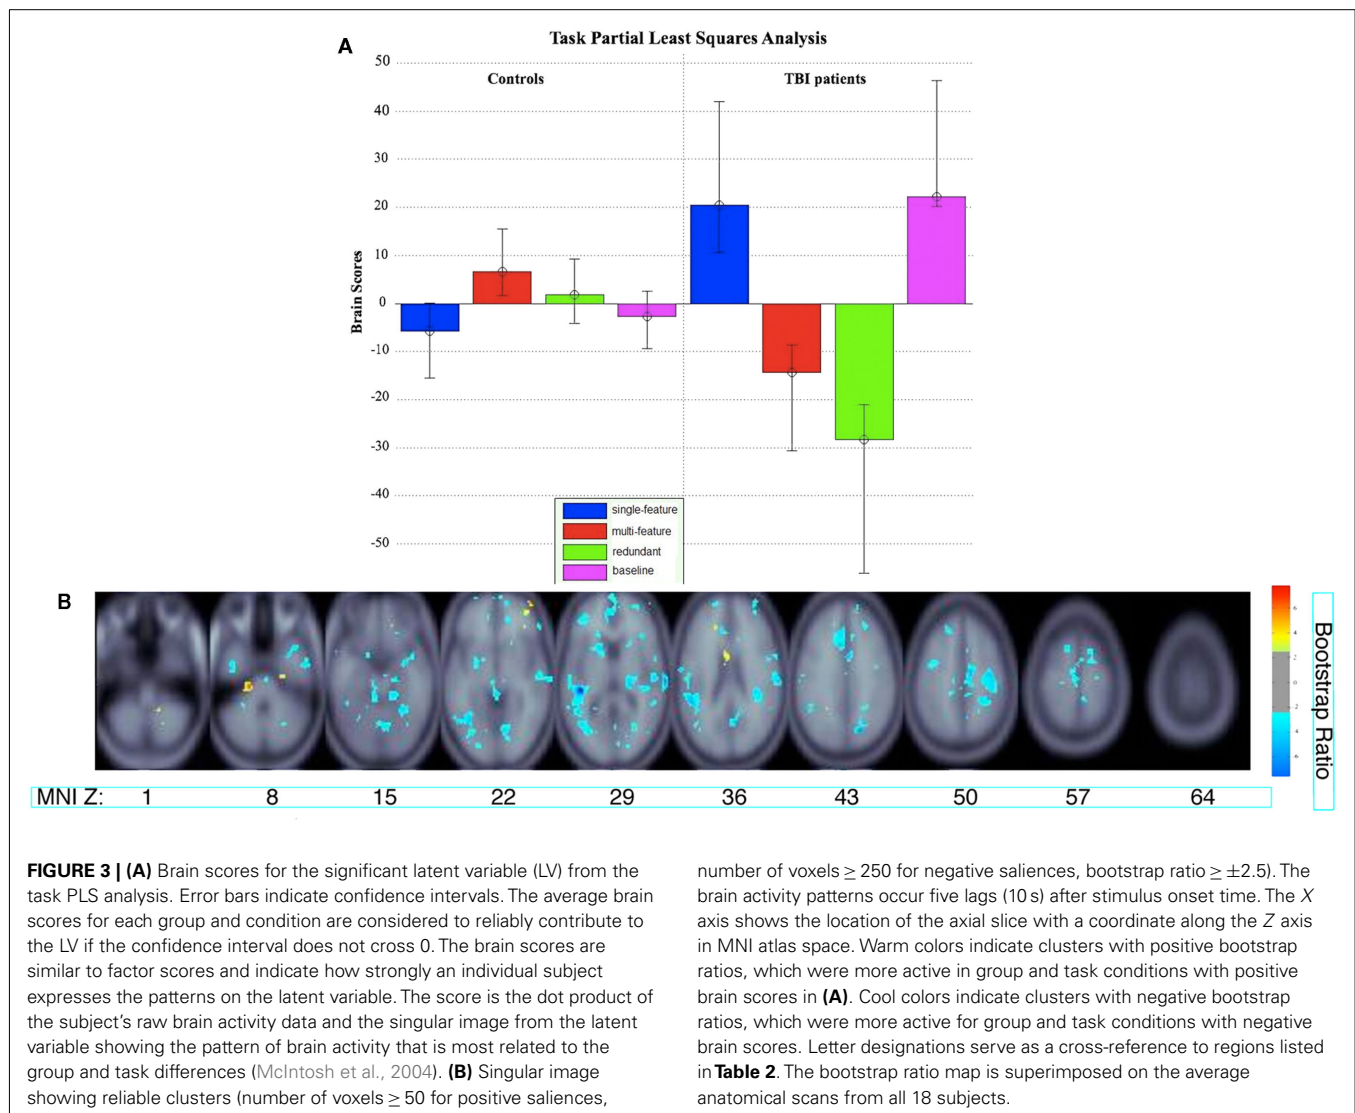 A
Task Partial Least Squares Analysis
Controls
TBI patients
50
40
30
20
10
0
-10
-20
-30
-40
-50
Brain Scores
single-feature
multi-feature
redundant
baseline
B
6
4
2
0
-2
-4
-6
Bootstrap Ratio
MNI Z: 1 8 15 22 29 36 43 50 57 64
FIGURE 3 | (A) Brain scores for the significant latent variable (LV) from the
task PLS analysis. Error bars indicate confidence intervals. The average brain
scores for each group and condition are considered to reliably contribute to
the LV if the confidence interval does not cross 0. The brain scores are
similar to factor scores and indicate how strongly an individual subject
expresses the patterns on the latent variable. The score is the dot product of
the subject's raw brain activity data and the singular image from the latent
variable showing the pattern of brain activity that is most related to the
group and task differences (McIntosh et al., 2004). (B) Singular image
showing reliable clusters (number of voxels ≥ 50 for positive saliences,
number of voxels ≥ 250 for negative saliences, bootstrap ratio ≥ ±2.5). The
brain activity patterns occur five lags (10 s) after stimulus onset time. The X
axis shows the location of the axial slice with a coordinate along the Z axis
in MNI atlas space. Warm colors indicate clusters with positive bootstrap
ratios, which were more active in group and task conditions with positive
brain scores in (A). Cool colors indicate clusters with negative bootstrap
ratios, which were more active for group and task conditions with negative
brain scores. Letter designations serve as a cross-reference to regions listed
in Table 2. The bootstrap ratio map is superimposed on the average
anatomical scans from all 18 subjects.